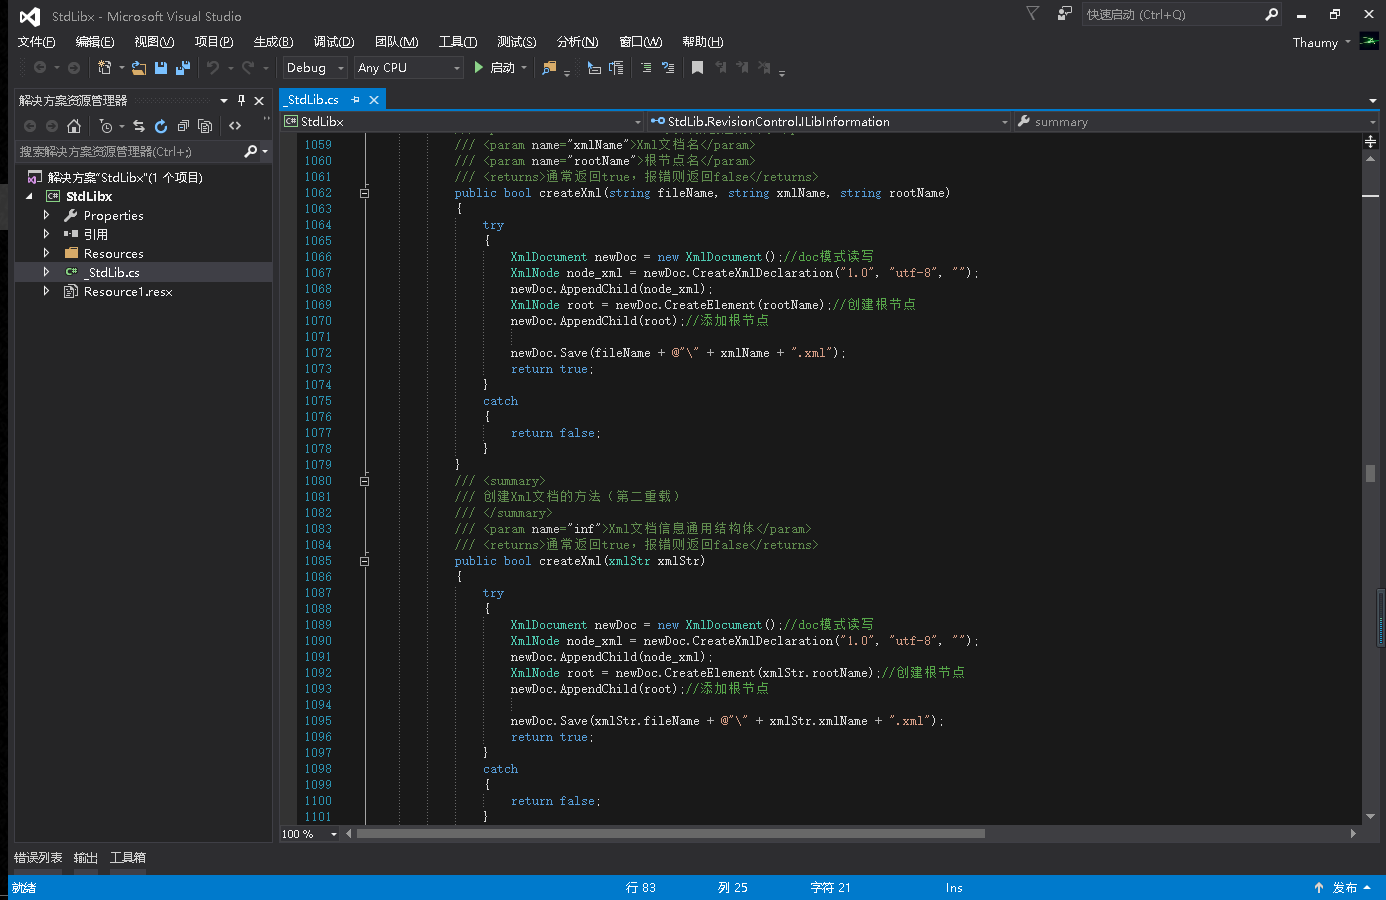 StdLibx - Microsoft Visual Studio
快速启动 (Ctrl+Q)
文件(F) 编辑(E) 视图(V) 项目(P) 生成(B) 调试(D) 团队(M) 工具(T) 测试(S) 分析(N) 窗口(W) 帮助(H)
Thaumy
Debug Any CPU 启动
解决方案资源管理器
搜索解决方案资源管理器(Ctrl+;)
解决方案"StdLibx"(1 个项目)
StdLibx
Properties
引用
Resources
_StdLib.cs
Resource1.resx
_StdLib.cs
StdLibx StdLib.RevisionControl.ILibInformation summary
1059 /// <param name="xmlName">Xml文档名</param>
1060 /// <param name="rootName">根节点名</param>
1061 /// <returns>通常返回true, 报错则返回false</returns>
1062 public bool createXml(string fileName, string xmlName, string rootName)
1063 {
1064 try
1065 {
1066 XmlDocument newDoc = new XmlDocument();//doc模式读写
1067 XmlNode node_xml = newDoc.CreateXmlDeclaration("1.0", "utf-8", "");
1068 newDoc.AppendChild(node_xml);
1069 XmlNode root = newDoc.CreateElement(rootName);//创建根节点
1070 newDoc.AppendChild(root);//添加根节点
1071
1072 newDoc.Save(fileName + @"\" + xmlName + ".xml");
1073 return true;
1074 }
1075 catch
1076 {
1077 return false;
1078 }
1079 }
1080 /// <summary>
1081 /// 创建Xml文档的方法（第二重载）
1082 /// </summary>
1083 /// <param name="inf">Xml文档信息通用结构体</param>
1084 /// <returns>通常返回true, 报错则返回false</returns>
1085 public bool createXml(xmlStr xmlStr)
1086 {
1087 try
1088 {
1089 XmlDocument newDoc = new XmlDocument();//doc模式读写
1090 XmlNode node_xml = newDoc.CreateXmlDeclaration("1.0", "utf-8", "");
1091 newDoc.AppendChild(node_xml);
1092 XmlNode root = newDoc.CreateElement(xmlStr.rootName);//创建根节点
1093 newDoc.AppendChild(root);//添加根节点
1094
1095 newDoc.Save(xmlStr.fileName + @"\" + xmlStr.xmlName + ".xml");
1096 return true;
1097 }
1098 catch
1099 {
1100 return false;
1101 }
100 %
错误列表 输出 工具箱
就绪 行 83 列 25 字符 21 Ins 发布